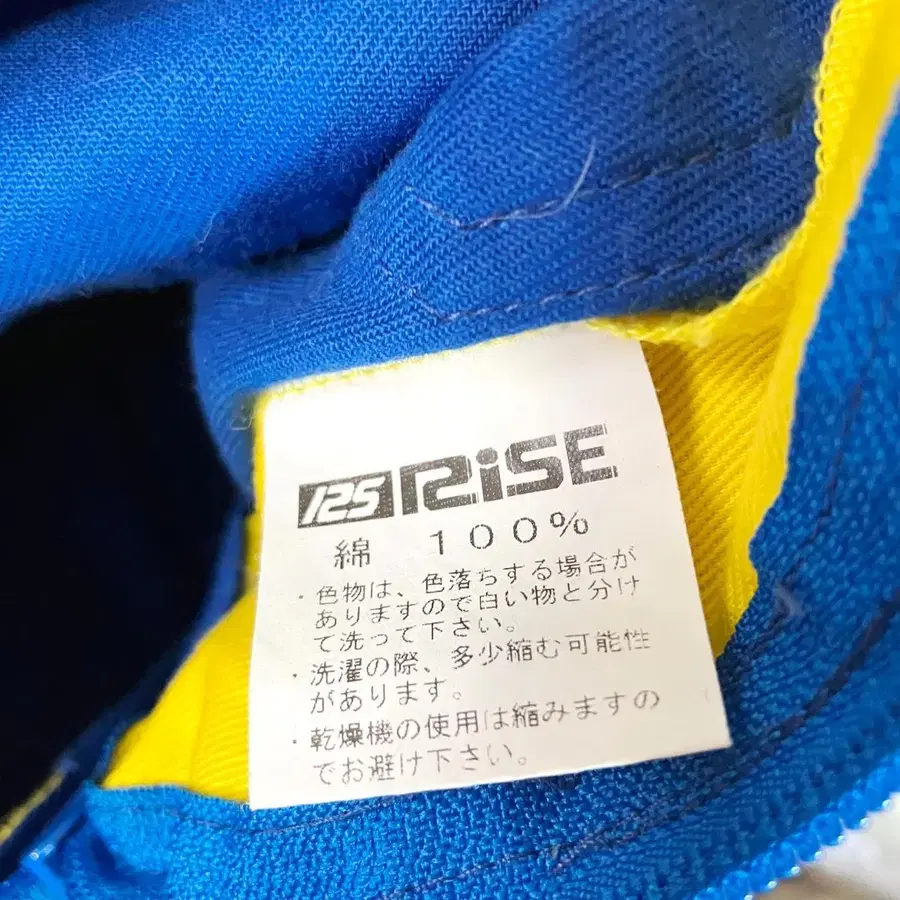 125 RiSE
綿 100%
・色物は、色落ちする場合が
ありますので白い物と分け
て洗って下さい。
・洗濯の際、多少縮む可能性
があります。
・乾燥機の使用は縮みますの
でお避け下さい。